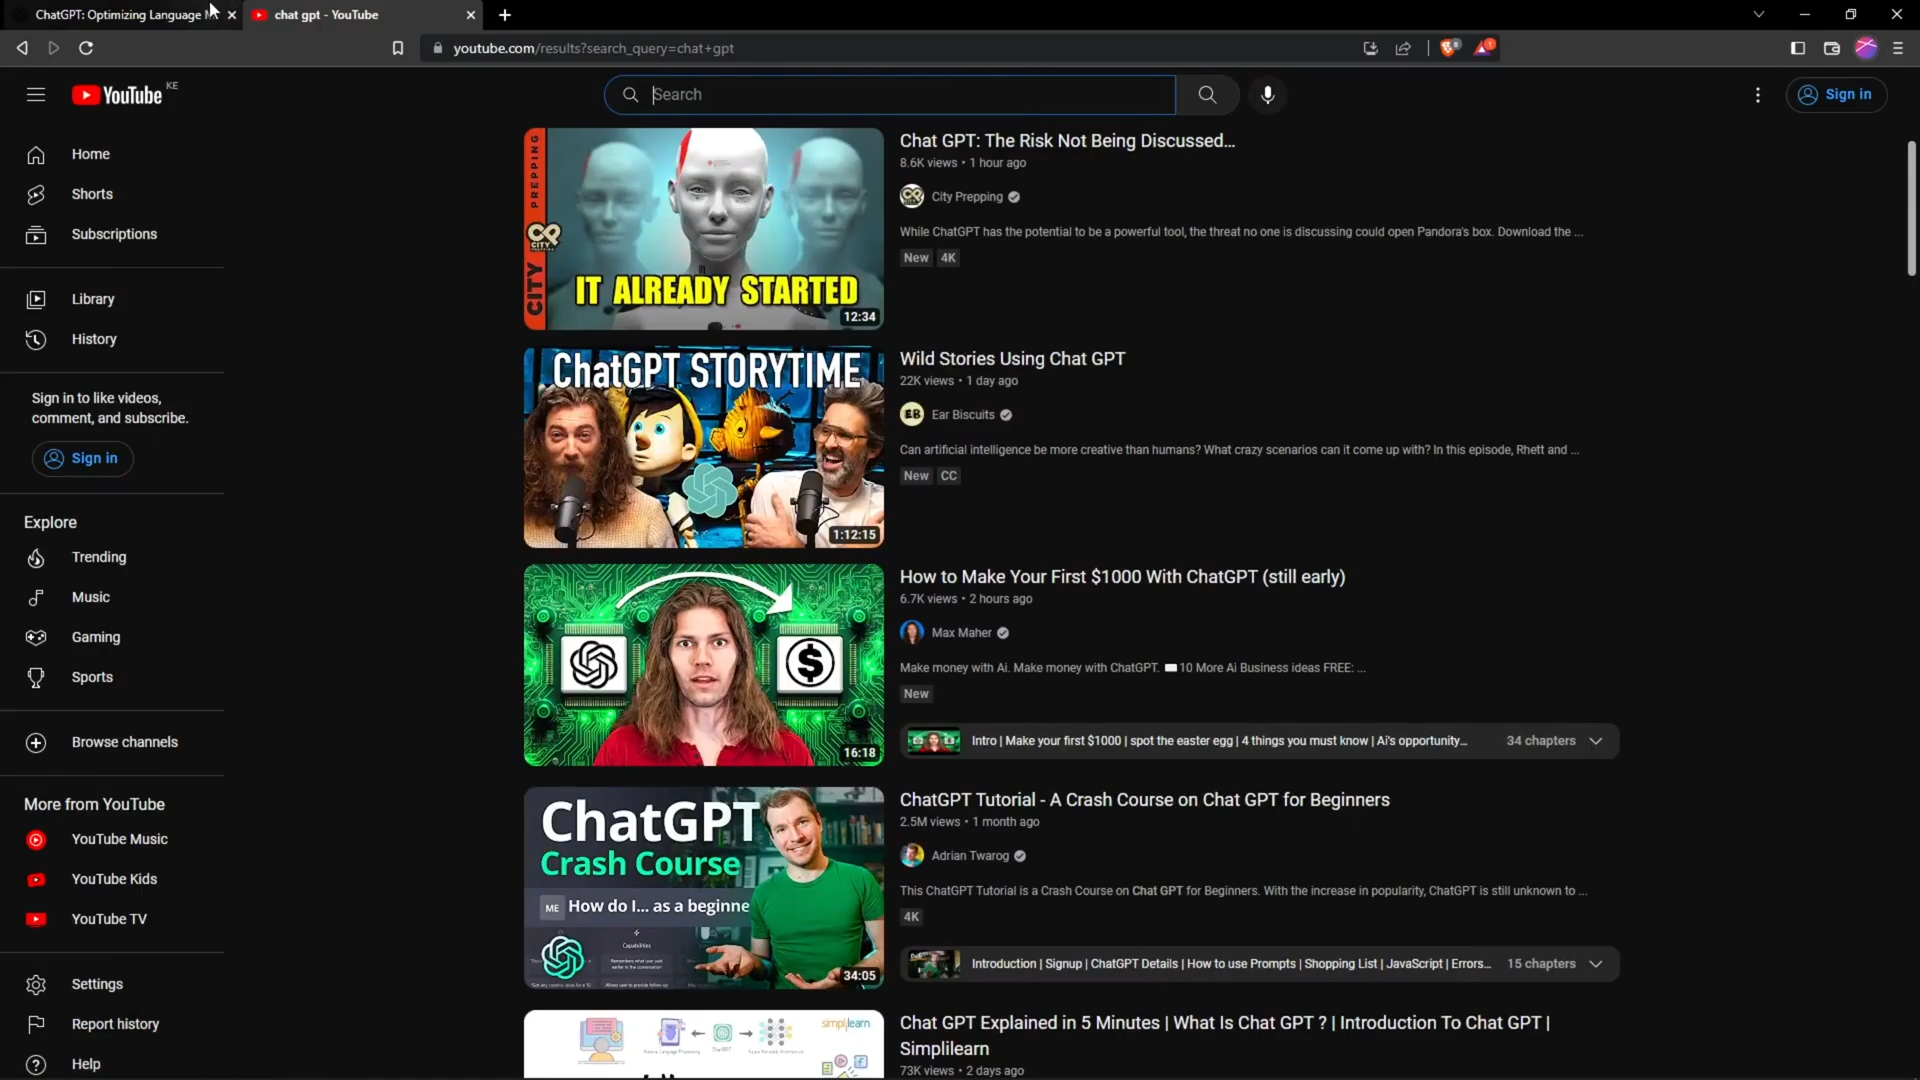 ChatGPT: Optimizing Language M
chat gpt - YouTube
youtube.com/results?search_query=chat+gpt
8
1
YouTube
KE
Search
Sign in
Home
Shorts
Subscriptions
Library
History
Sign in to like videos,
comment, and subscribe.
Sign in
Explore
Trending
Music
Gaming
Sports
Browse channels
More from YouTube
YouTube Music
YouTube Kids
YouTube TV
Settings
Report history
Help
PREPPING
CITY PREPPING
CITY
IT ALREADY STARTED
12:34
Chat GPT: The Risk Not Being Discussed...
8.6K views • 1 hour ago
City Prepping
While ChatGPT has the potential to be a powerful tool, the threat no one is discussing could open Pandora's box. Download the ...
New 4K
ChatGPT STORYTIME
1:12:15
Wild Stories Using Chat GPT
22K views • 1 day ago
EB
Ear Biscuits
Can artificial intelligence be more creative than humans? What crazy scenarios can it come up with? In this episode, Rhett and ...
New CC
$
16:18
How to Make Your First $1000 With ChatGPT (still early)
6.7K views • 2 hours ago
Max Maher
Make money with Ai. Make money with ChatGPT. 10 More Ai Business ideas FREE: ...
New
Intro | Make your first $1000 | spot the easter egg | 4 things you must know | Ai's opportunity...
34 chapters
ChatGPT
Crash Course
ME How do I... as a beginne
Capabilities
34:05
ChatGPT Tutorial - A Crash Course on Chat GPT for Beginners
2.5M views • 1 month ago
Adrian Twarog
This ChatGPT Tutorial is a Crash Course on Chat GPT for Beginners. With the increase in popularity, ChatGPT is still unknown to ...
4K
Introduction | Signup | ChatGPT Details | How to use Prompts | Shopping List | JavaScript | Errors...
15 chapters
simplilearn
Chat GPT Explained in 5 Minutes | What Is Chat GPT ? | Introduction To Chat GPT |
Simplilearn
73K views • 2 days ago